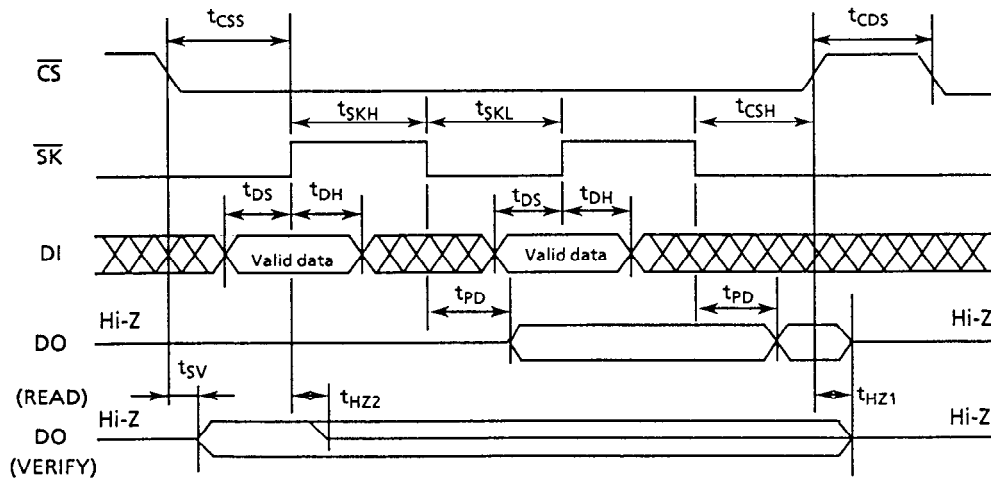 tCSS
tCDS
CS
tSKH
tSKL
tCSH
SK
tDS
tDH
tDS
tDH
DI
Valid data
Valid data
tPD
tPD
Hi-Z
Hi-Z
DO
(READ)
tSV
tHZ2
tHZ1
Hi-Z
Hi-Z
DO
(VERIFY)